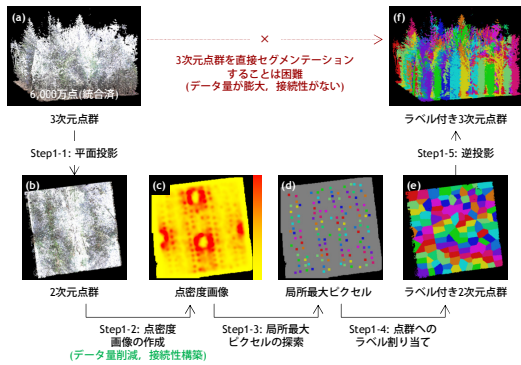 (a)
6,000万点(統合済)
3次元点群
×
3次元点群を直接セグメンテーション
することは困難
(データ量が膨大, 接続性がない)
(f)
ラベル付き3次元点群
Step1-1: 平面投影
Step1-5: 逆投影
(b)
2次元点群
(c)
点密度画像
(d)
局所最大ピクセル
(e)
ラベル付き2次元点群
Step1-2: 点密度
画像の作成
(データ量削減, 接続性構築)
Step1-3: 局所最大
ピクセルの探索
Step1-4: 点群への
ラベル割り当て